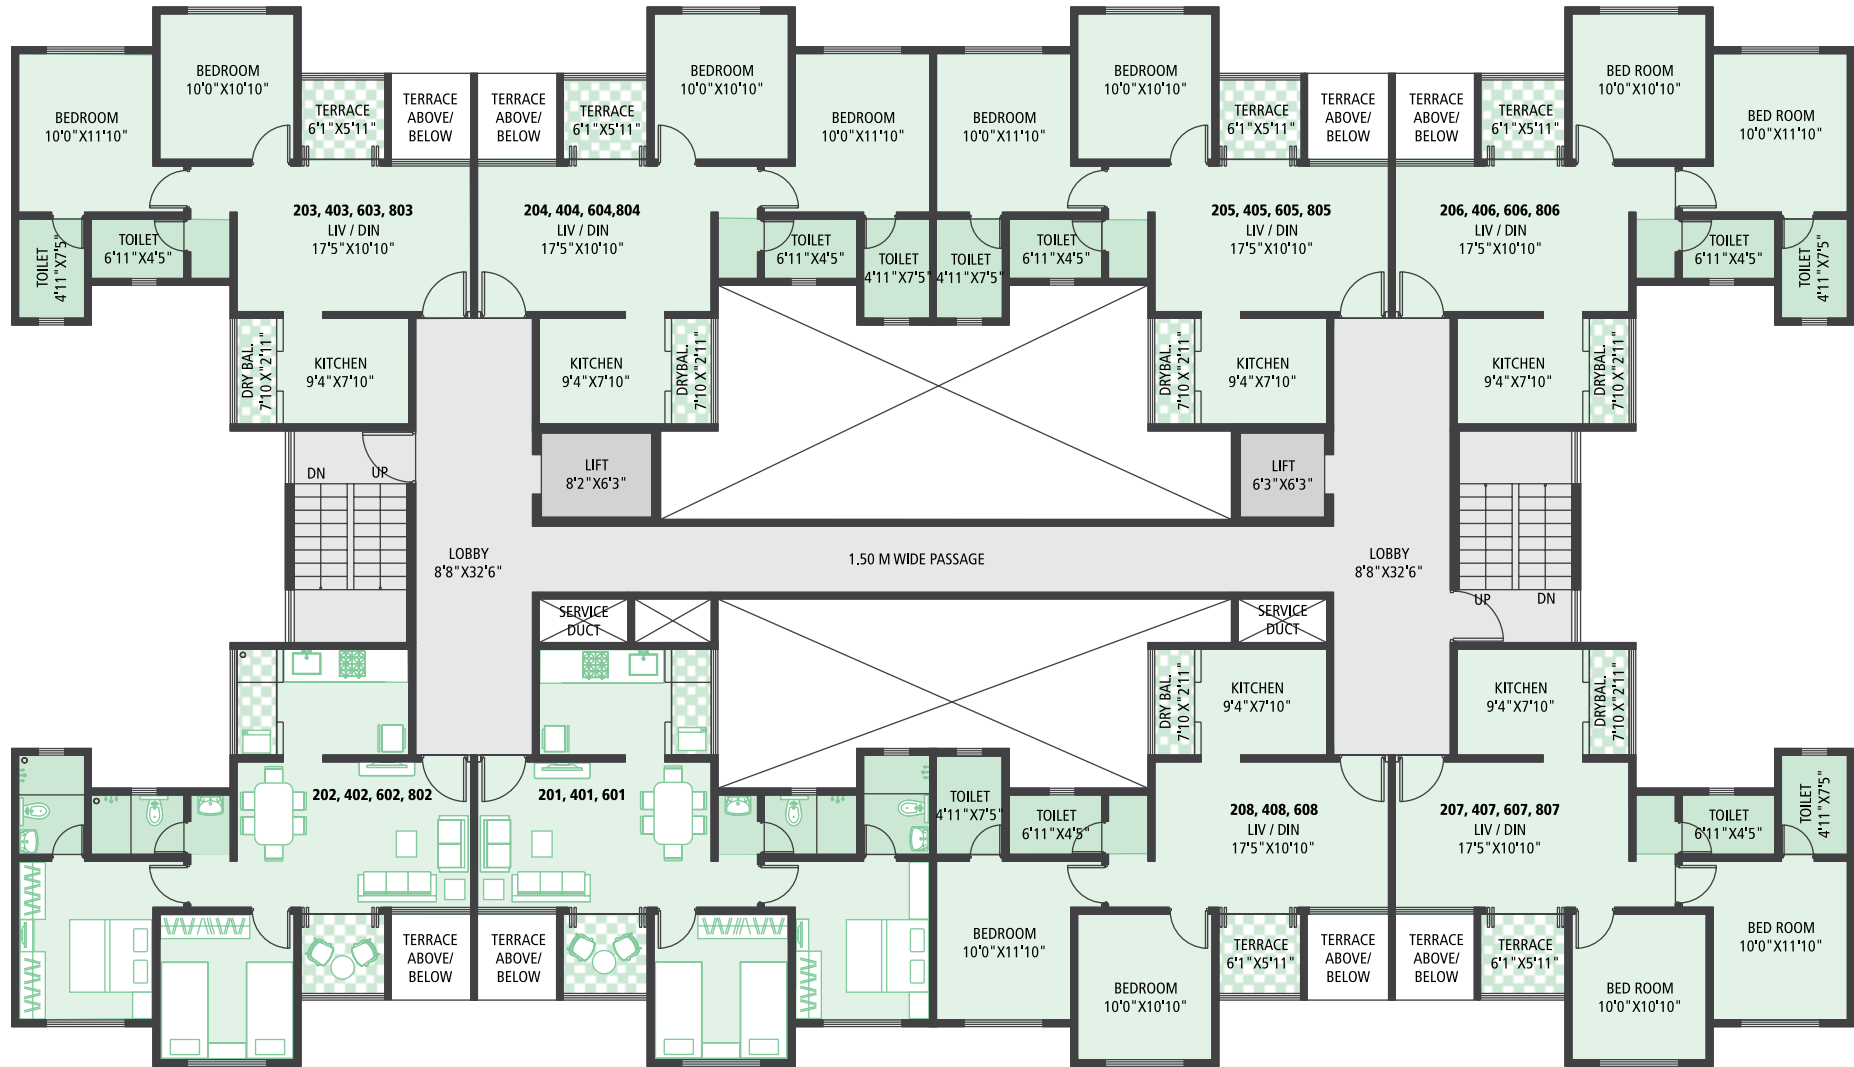 BEDROOM
10'0"X11'10"
BEDROOM
10'0"X10'10"
TERRACE
6'1"X5'11"
TERRACE
ABOVE/
BELOW
TERRACE
ABOVE/
BELOW
TERRACE
6'1"X5'11"
BEDROOM
10'0"X10'10"
BEDROOM
10'0"X11'10"
BEDROOM
10'0"X11'10"
BEDROOM
10'0"X10'10"
TERRACE
6'1"X5'11"
TERRACE
ABOVE/
BELOW
TERRACE
ABOVE/
BELOW
TERRACE
6'1"X5'11"
BED ROOM
10'0"X10'10"
BED ROOM
10'0"X11'10"
TOILET
4'11"X7'5"
TOILET
6'11"X4'5"
203, 403, 603, 803
LIV / DIN
17'5"X10'10"
204, 404, 604,804
LIV / DIN
17'5"X10'10"
TOILET
6'11"X4'5"
TOILET
4'11"X7'5"
TOILET
4'11"X7'5"
TOILET
6'11"X4'5"
205, 405, 605, 805
LIV / DIN
17'5"X10'10"
206, 406, 606, 806
LIV / DIN
17'5"X10'10"
TOILET
6'11"X4'5"
TOILET
4'11"X7'5"
DRY BAL.
7'10 X"2'11"
KITCHEN
9'4"X7'10"
KITCHEN
9'4"X7'10"
DRYBAL.
7'10 X"2'11"
DRYBAL.
7'10 X"2'11"
KITCHEN
9'4"X7'10"
KITCHEN
9'4"X7'10"
DRYBAL.
7'10 X"2'11"
DN
UP
LIFT
8'2"X6'3"
LIFT
6'3"X6'3"
LOBBY
8'8"X32'6"
1.50 M WIDE PASSAGE
LOBBY
8'8"X32'6"
UP
DN
SERVICE
DUCT
SERVICE
DUCT
DRY BAL.
7'10 X"2'11"
KITCHEN
9'4"X7'10"
KITCHEN
9'4"X7'10"
DRYBAL.
7'10 X"2'11"
202, 402, 602, 802
201, 401, 601
TOILET
4'11"X7'5"
TOILET
6'11"X4'5"
208, 408, 608
LIV / DIN
17'5"X10'10"
207, 407, 607, 807
LIV / DIN
17'5"X10'10"
TOILET
6'11"X4'5"
TOILET
4'11"X7'5"
TERRACE
ABOVE/
BELOW
TERRACE
ABOVE/
BELOW
BEDROOM
10'0"X11'10"
BEDROOM
10'0"X10'10"
TERRACE
6'1"X5'11"
TERRACE
ABOVE/
BELOW
TERRACE
ABOVE/
BELOW
TERRACE
6'1"X5'11"
BED ROOM
10'0"X10'10"
BED ROOM
10'0"X11'10"